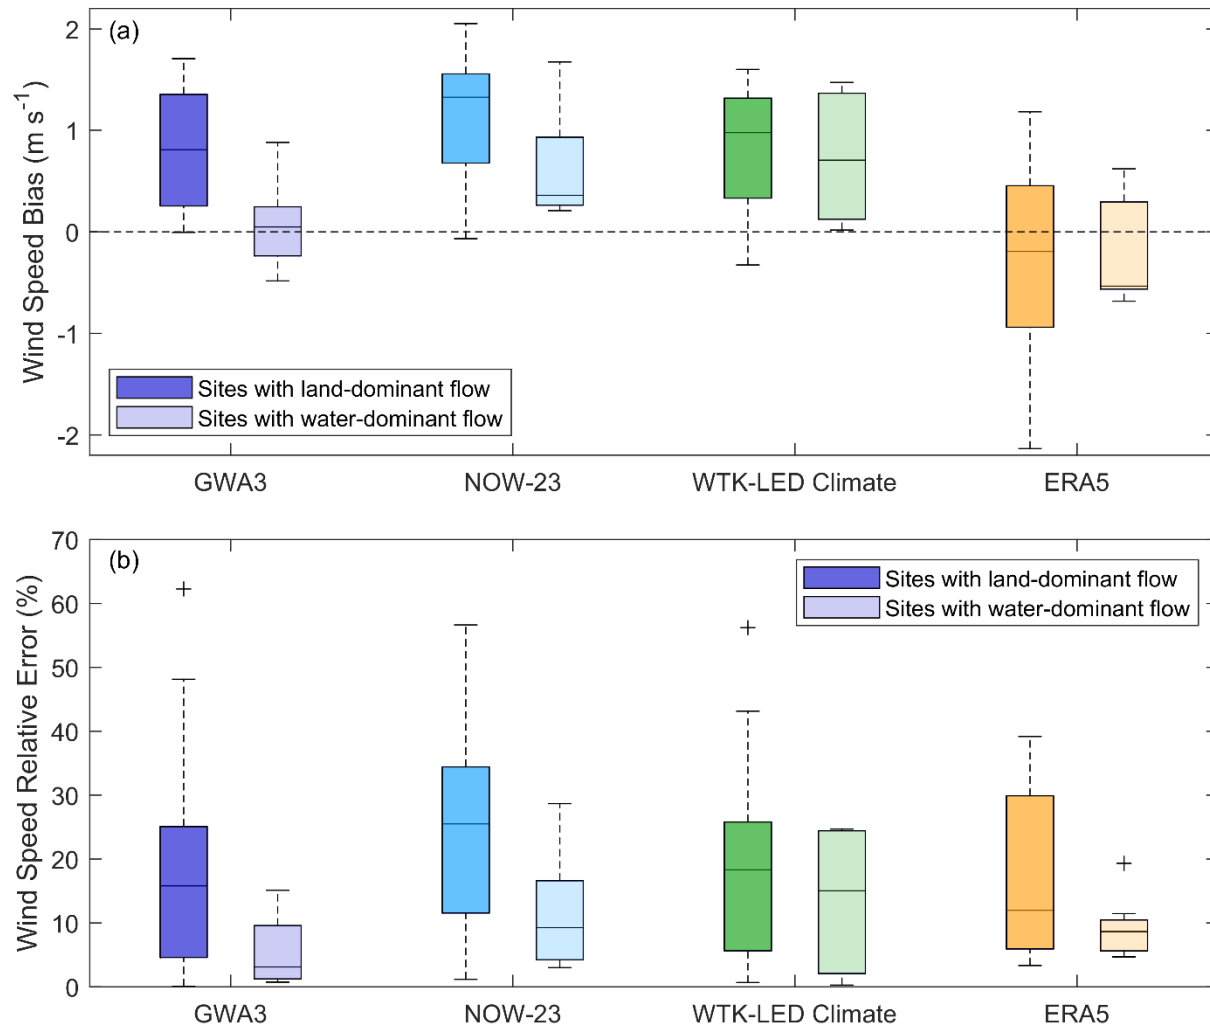 (a)
Wind Speed Bias (m s⁻¹)
2
1
0
-1
-2
Sites with land-dominant flow
Sites with water-dominant flow
GWA3 NOW-23 WTK-LED Climate ERA5
(b)
Wind Speed Relative Error (%)
70
60
50
40
30
20
10
0
Sites with land-dominant flow
Sites with water-dominant flow
GWA3 NOW-23 WTK-LED Climate ERA5